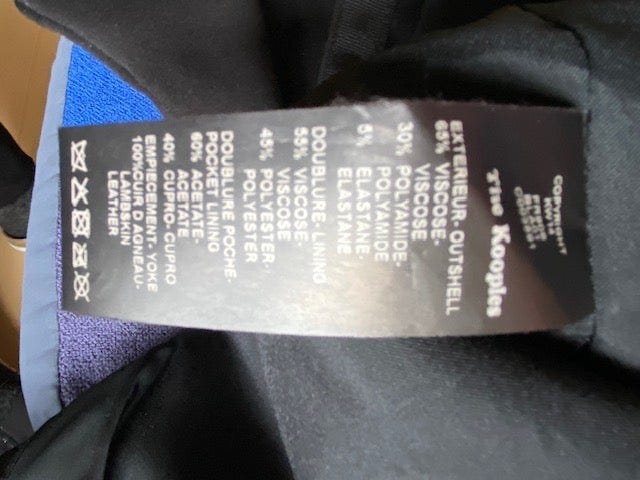 COPYRIGHT
The Kooples
EXTERIEUR-OUTSHELL
65% VISCOSE-
VISCOSE
30% POLYAMIDE-
POLYAMIDE
5% ELASTANE-
ELASTANE
DOUBLURE-LINING
55% VISCOSE-
VISCOSE
45% POLYESTER-
POLYESTER
DOUBLURE POCHE-
POCKET LINING
60% ACETATE-
ACETATE
40% CUPRO-CUPRO
EMPIECEMENT- YOKE
100%CUIR D AGNEAU-
LAMBSKIN
LEATHER